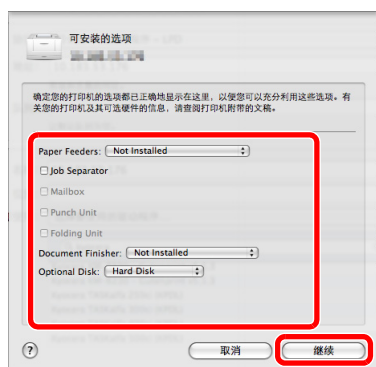 可安装的选项
确定您的打印机的选项都已正确地显示在这里，以便您可以充分利用这些选项。有
关您的打印机及其可选硬件的信息，请查阅打印机附带的文稿。
Paper Feeders: Not Installed
Job Separator
Mailbox
Punch Unit
Folding Unit
Document Finisher: Not Installed
Optional Disk: Hard Disk
? 取消 继续